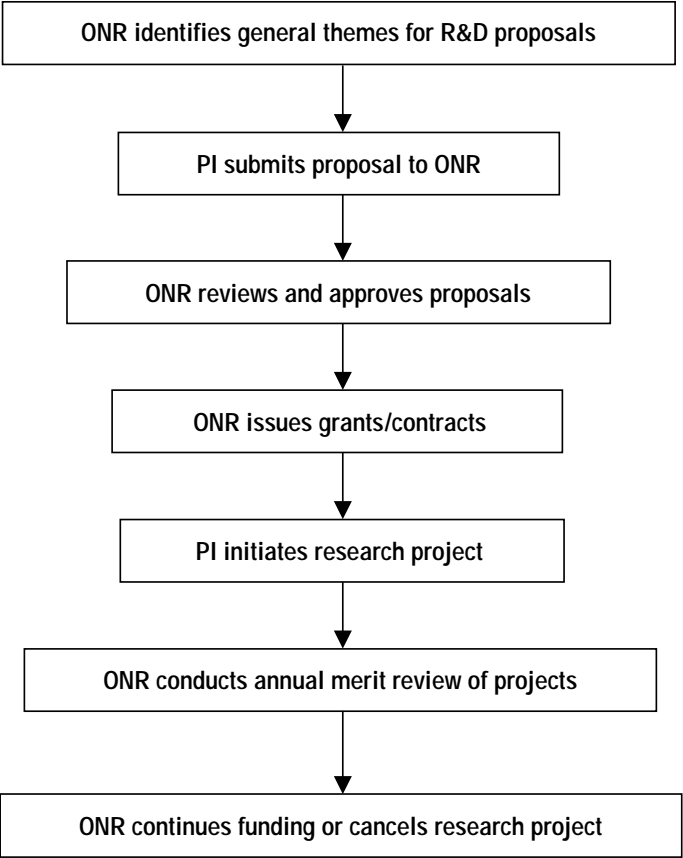 ONR identifies general themes for R&D proposals
PI submits proposal to ONR
ONR reviews and approves proposals
ONR issues grants/contracts
PI initiates research project
ONR conducts annual merit review of projects
ONR continues funding or cancels research project